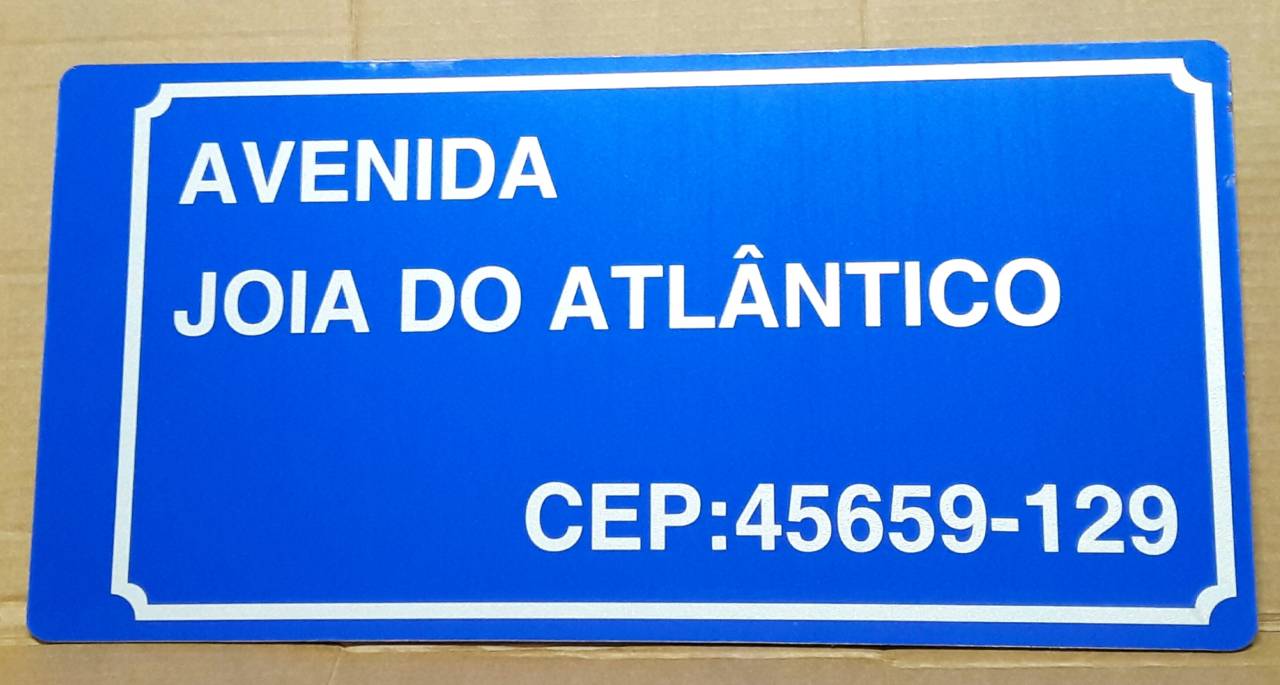 AVENIDA
JOIA DO ATLÂNTICO
CEP:45659-129